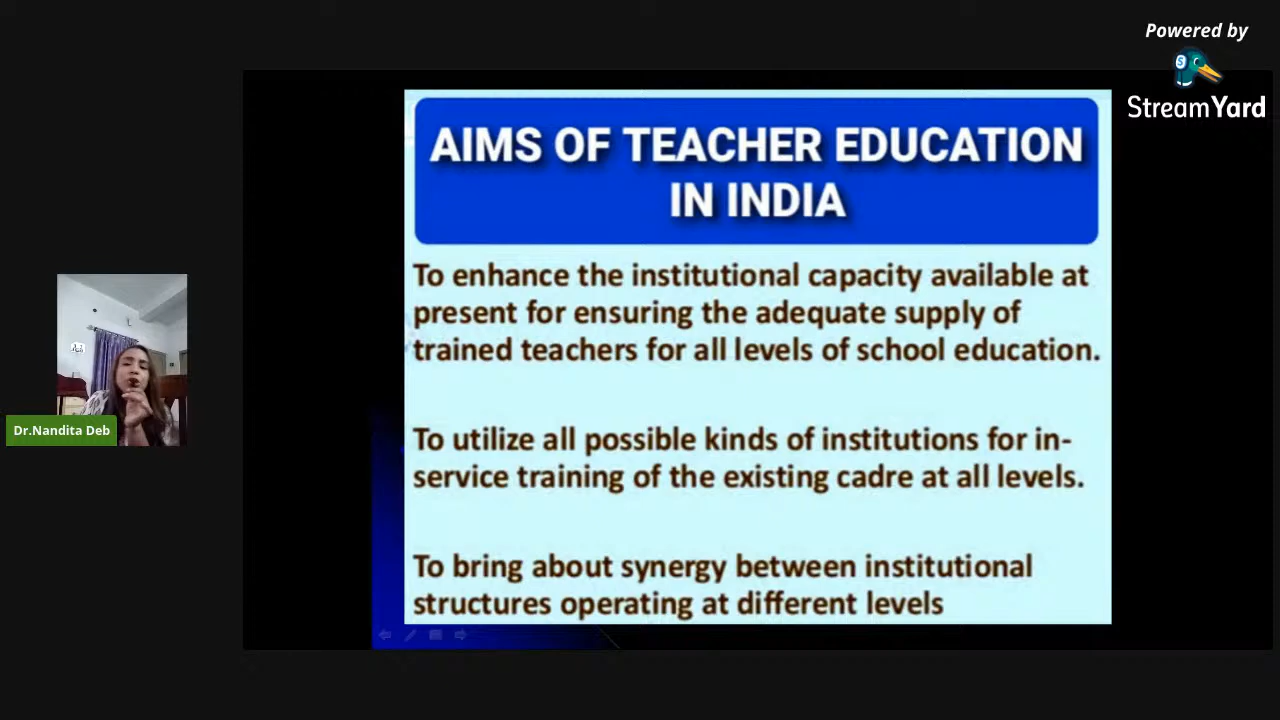 Powered by
StreamYard
AIMS OF TEACHER EDUCATION
IN INDIA
To enhance the institutional capacity available at
present for ensuring the adequate supply of
trained teachers for all levels of school education.
To utilize all possible kinds of institutions for in-
service training of the existing cadre at all levels.
To bring about synergy between institutional
structures operating at different levels
Dr.Nandita Deb